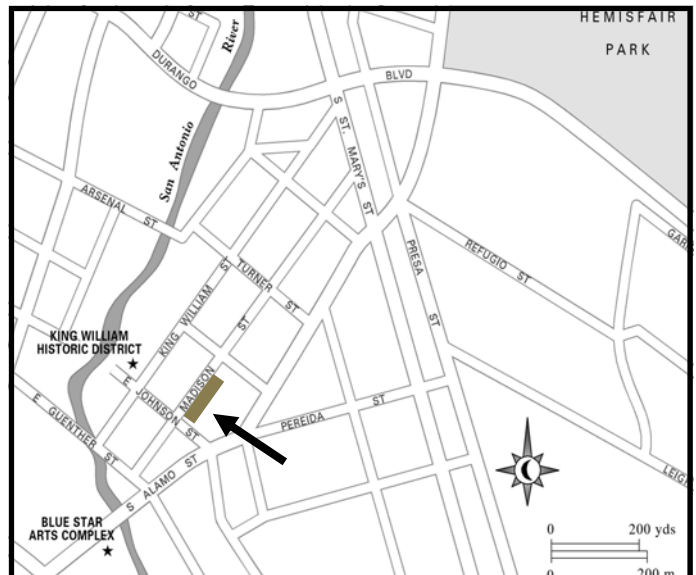 HEMISFAIR
PARK
ST
River
DURANGO
BLVD
S ST. MARY'S ST
San Antonio
ARSENAL ST
PRESA ST
REFUGIO ST
TURNER ST
KING WILLIAM ST
KING WILLIAM
HISTORIC DISTRICT
MADISON ST
E JOHNSON ST
E GUENTHER ST
PEREIDA ST
S ALAMO ST
BLUE STAR
ARTS COMPLEX
0 200 yds
0 200 m